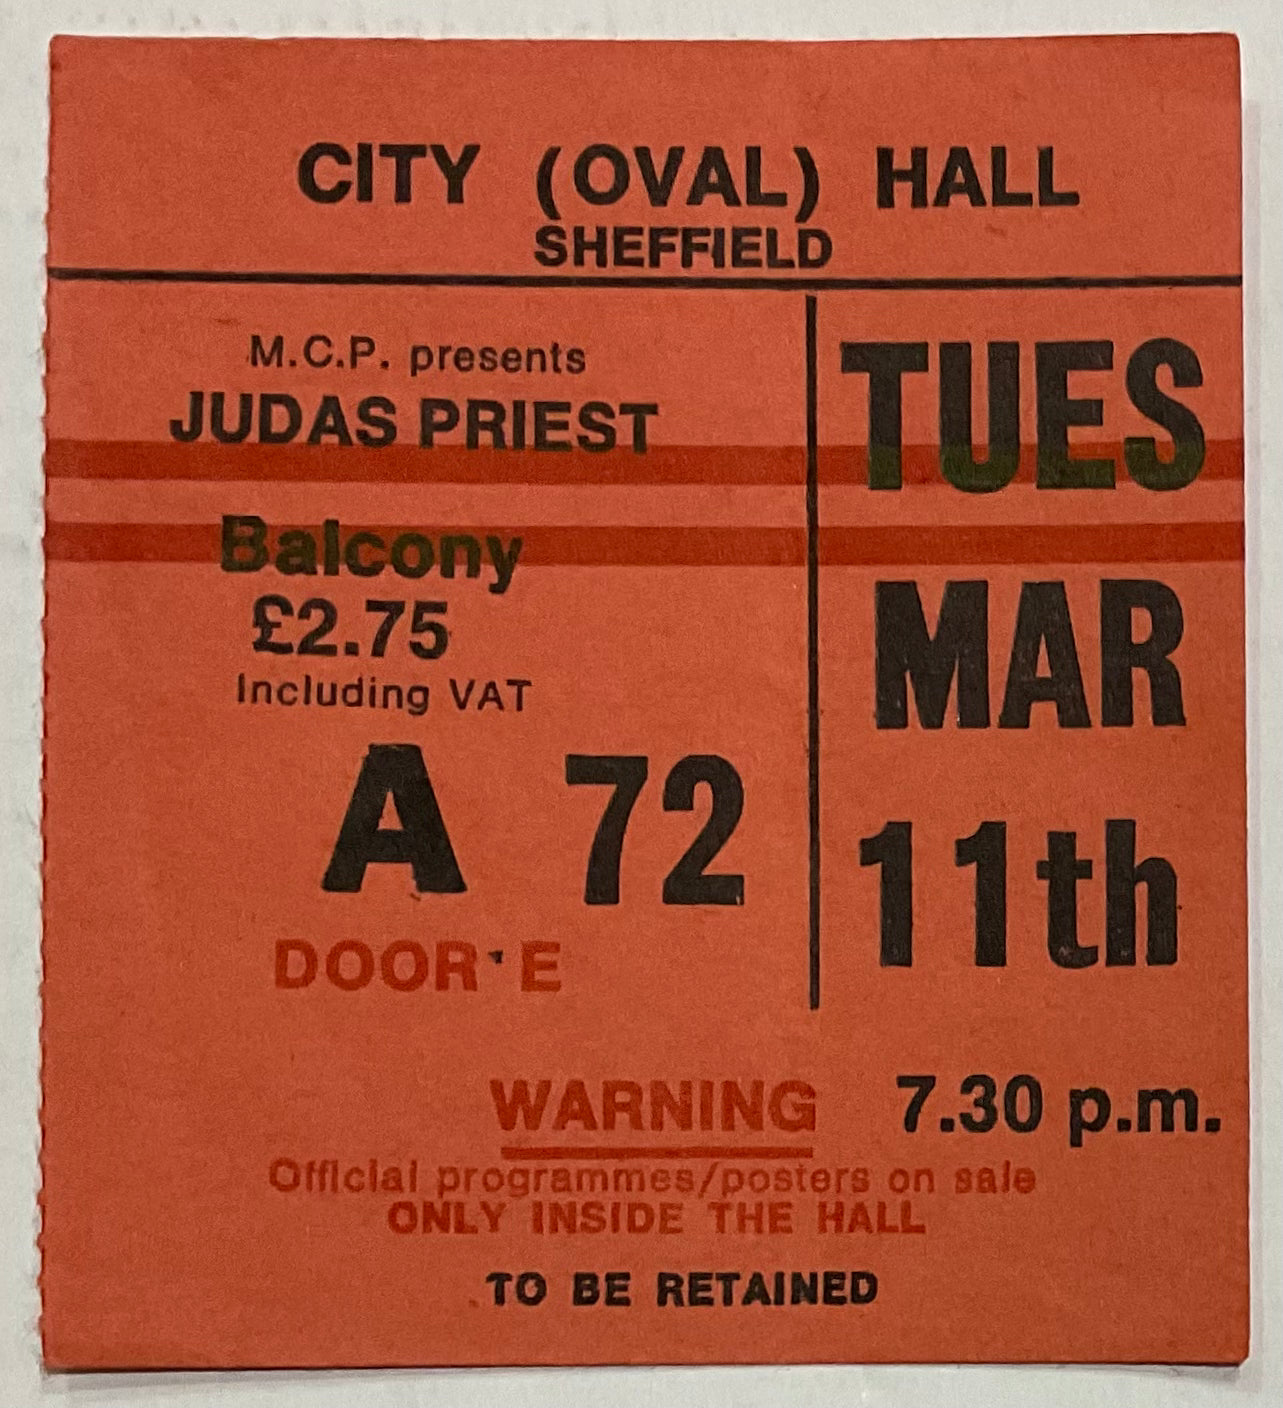 CITY (OVAL) HALL
SHEFFIELD
M.C.P. presents
JUDAS PRIEST
Balcony
£2.75
Including VAT
A 72
DOOR E
TUES
MAR
11th
7.30 p.m.
WARNING
Official programmes/posters on sale
ONLY INSIDE THE HALL
TO BE RETAINED